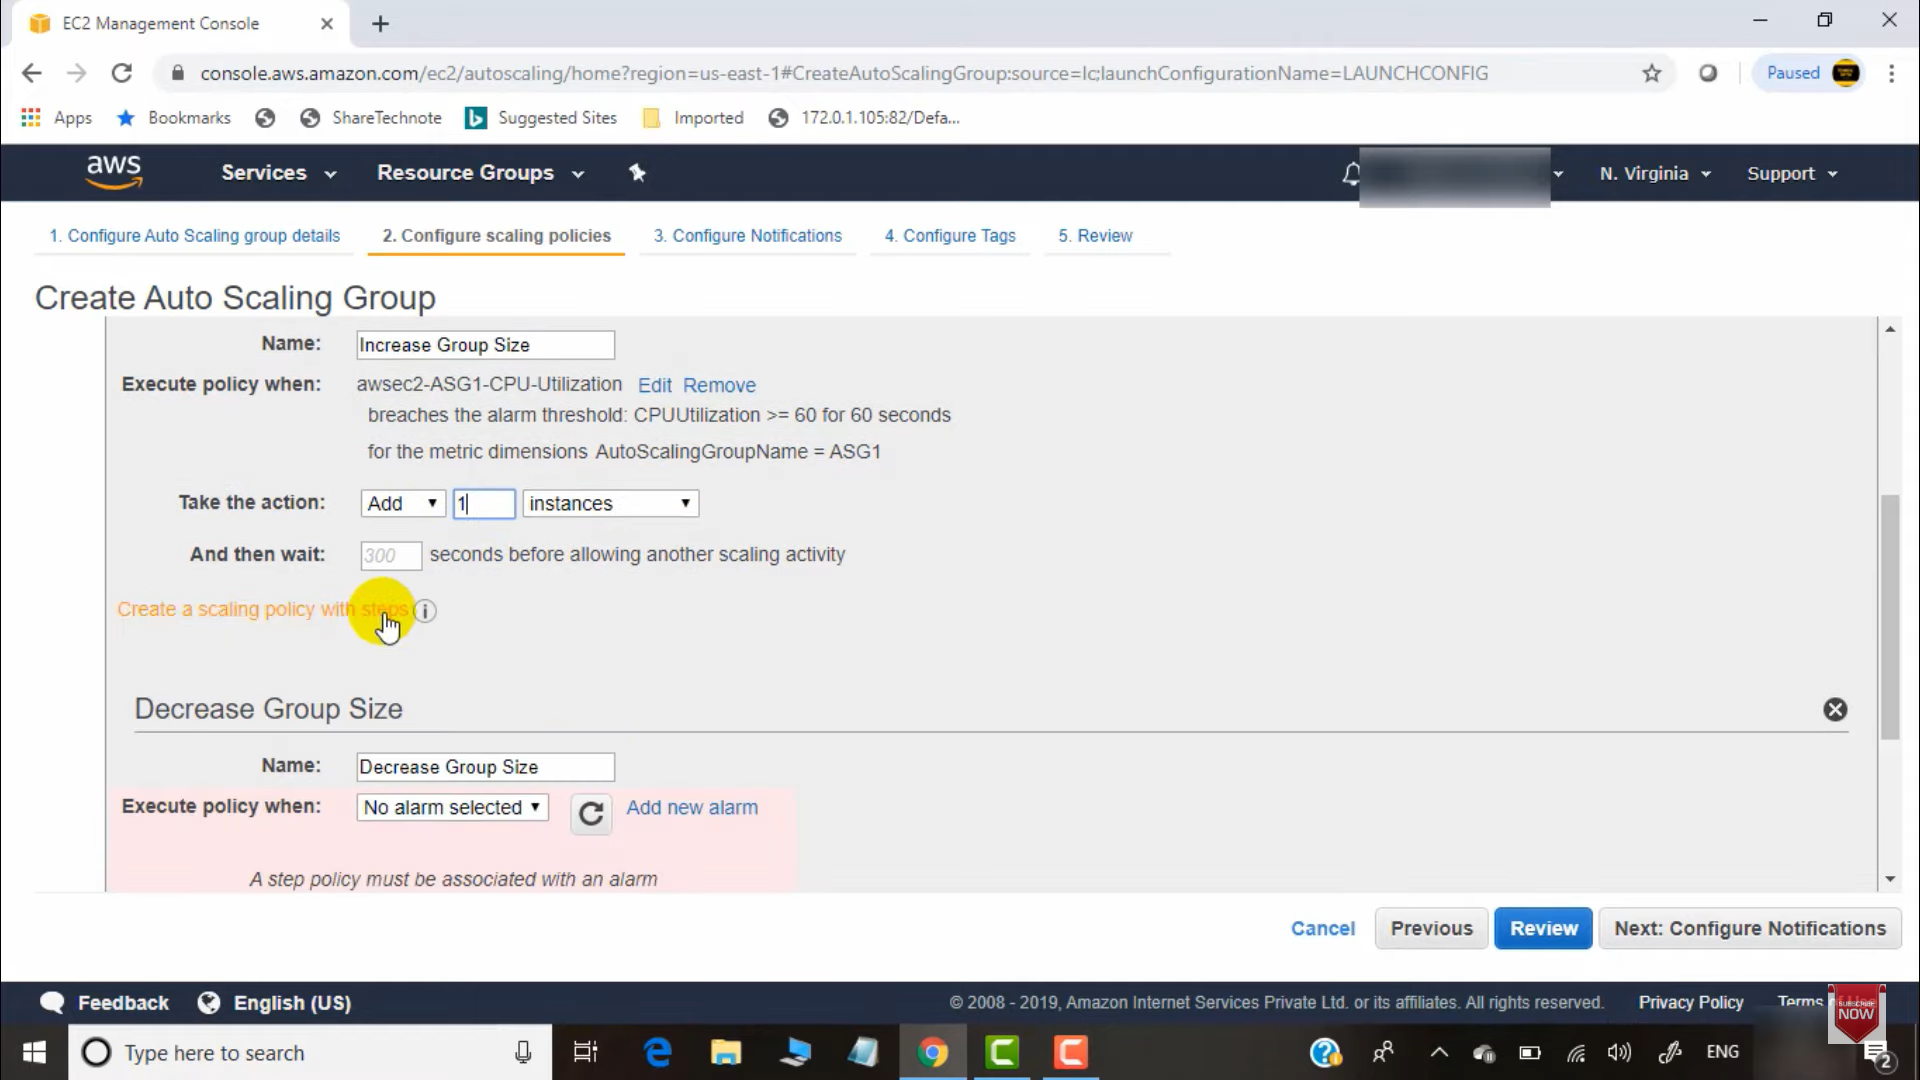 EC2 Management Console
console.aws.amazon.com/ec2/autoscaling/home?region=us-east-1#CreateAutoScalingGroup:source=lc;launchConfigurationName=LAUNCHCONFIG
Paused
Apps Bookmarks ShareTechnote Suggested Sites Imported 172.0.1.105:82/Defa...
aws Services Resource Groups N. Virginia Support
1. Configure Auto Scaling group details 2. Configure scaling policies 3. Configure Notifications 4. Configure Tags 5. Review
Create Auto Scaling Group
Name: Increase Group Size
Execute policy when: awsec2-ASG1-CPU-Utilization Edit Remove
breaches the alarm threshold: CPUUtilization >= 60 for 60 seconds
for the metric dimensions AutoScalingGroupName = ASG1
Take the action: Add 1 instances
And then wait: 300 seconds before allowing another scaling activity
Create a scaling policy with steps i
Decrease Group Size
Name: Decrease Group Size
Execute policy when: No alarm selected Add new alarm
A step policy must be associated with an alarm
Cancel Previous Review Next: Configure Notifications
Feedback English (US) © 2008 - 2019, Amazon Internet Services Private Ltd. or its affiliates. All rights reserved. Privacy Policy Terms
SUBSCRIBE
NOW
Type here to search ENG 2